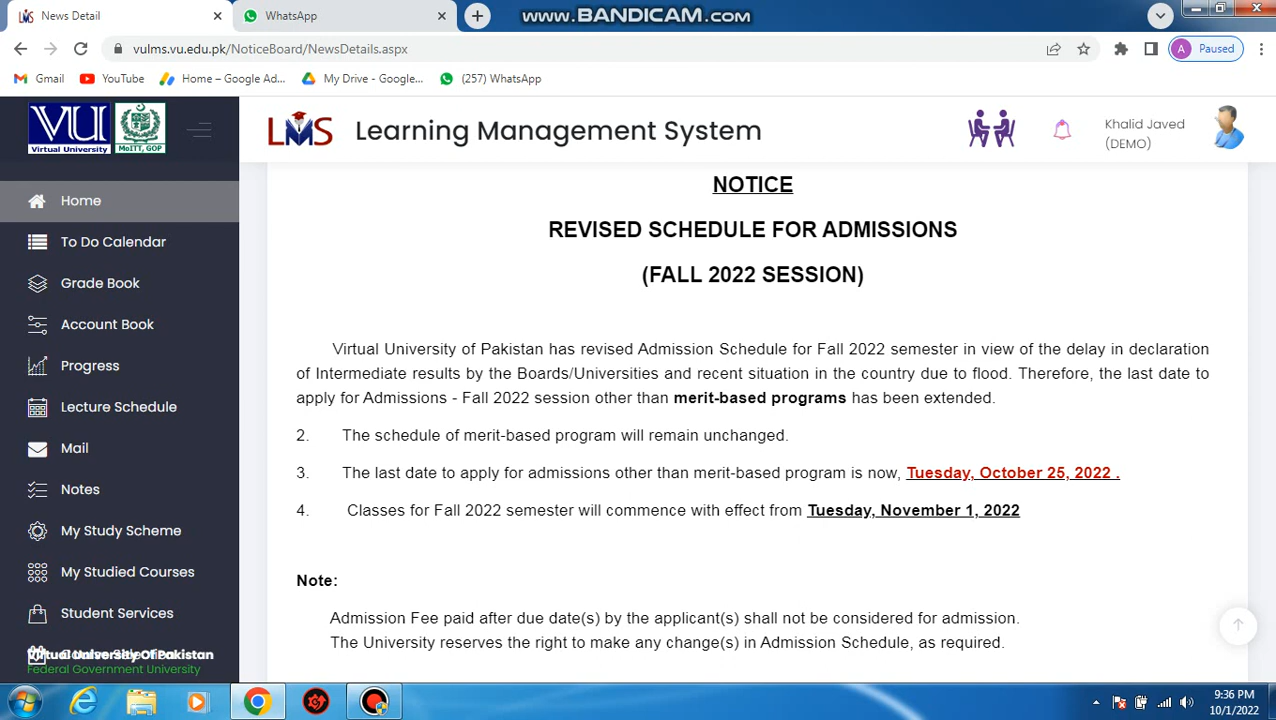 News Detail
WhatsApp
www.BANDICAM.com
vulms.vu.edu.pk/NoticeBoard/NewsDetails.aspx
A Paused
Gmail
YouTube
Home – Google Ad...
My Drive - Google...
(257) WhatsApp
VU
Virtual University
MoITT, GOP
LMS
Learning Management System
Khalid Javed
(DEMO)
Home
To Do Calendar
Grade Book
Account Book
Progress
Lecture Schedule
Mail
Notes
My Study Scheme
My Studied Courses
Student Services
Virtual University Of Pakistan
Federal Government University
NOTICE
REVISED SCHEDULE FOR ADMISSIONS
(FALL 2022 SESSION)
Virtual University of Pakistan has revised Admission Schedule for Fall 2022 semester in view of the delay in declaration
of Intermediate results by the Boards/Universities and recent situation in the country due to flood. Therefore, the last date to
apply for Admissions - Fall 2022 session other than merit-based programs has been extended.
2. The schedule of merit-based program will remain unchanged.
3. The last date to apply for admissions other than merit-based program is now, Tuesday, October 25, 2022 .
4. Classes for Fall 2022 semester will commence with effect from Tuesday, November 1, 2022
Note:
Admission Fee paid after due date(s) by the applicant(s) shall not be considered for admission.
The University reserves the right to make any change(s) in Admission Schedule, as required.
9:36 PM
10/1/2022